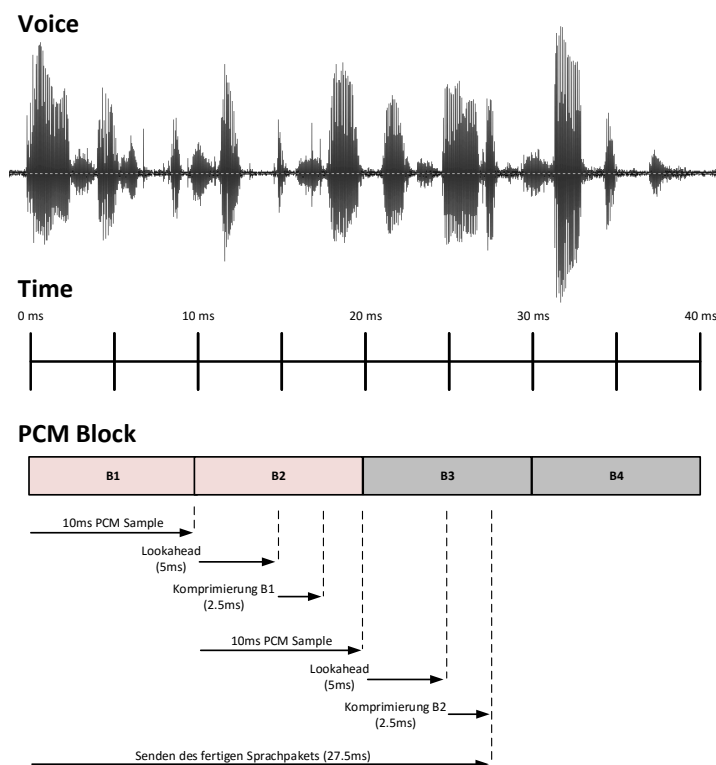 Voice
Time
0 ms 10 ms 20 ms 30 ms 40 ms
PCM Block
B1 B2 B3 B4
10ms PCM Sample
Lookahead
(5ms)
Komprimierung B1
(2.5ms)
10ms PCM Sample
Lookahead
(5ms)
Komprimierung B2
(2.5ms)
Senden des fertigen Sprachpakets (27.5ms)